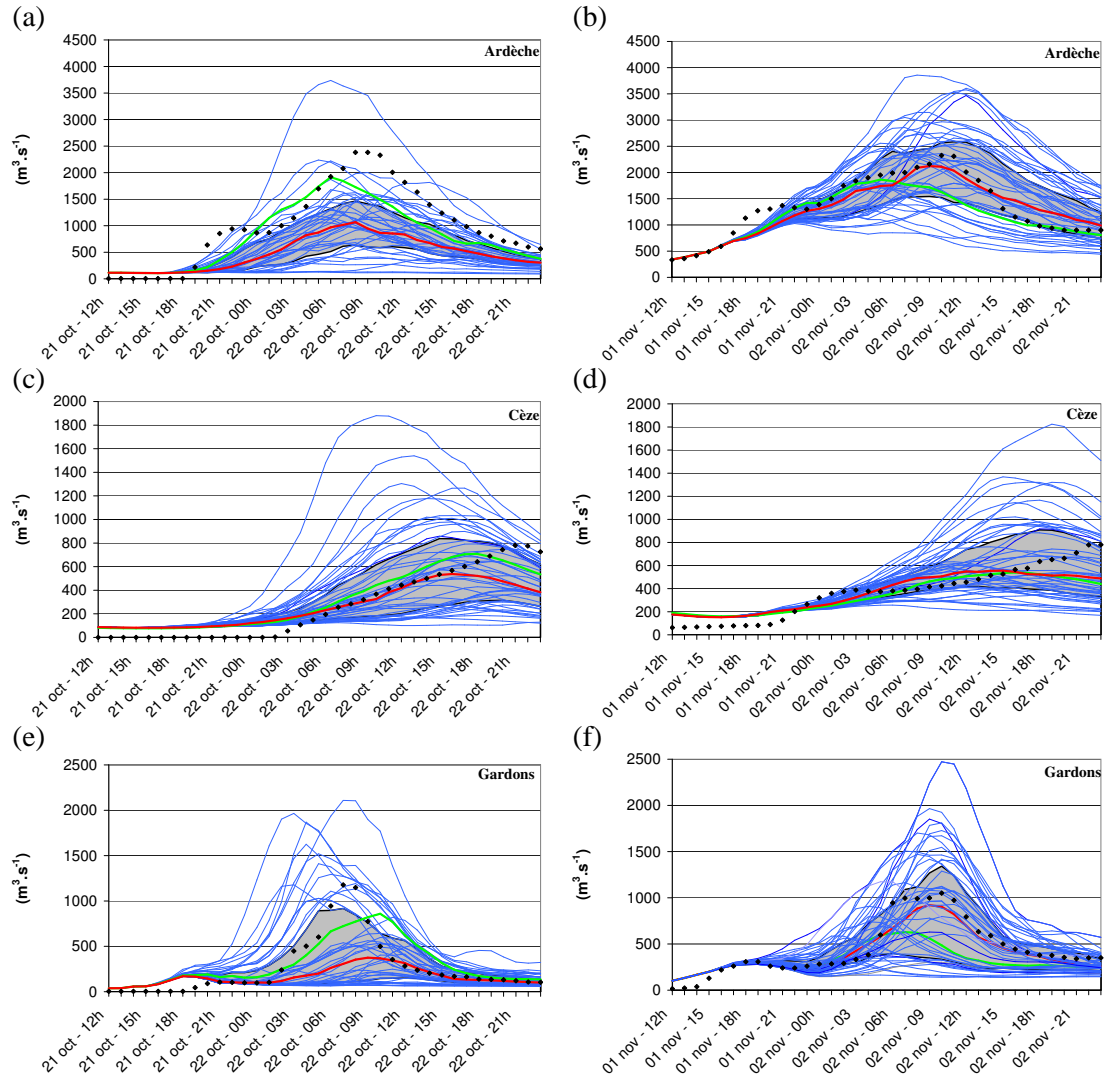 (a)
Ardèche
4500
4000
3500
3000
2500
2000
1500
1000
500
0
(m³.s⁻¹)
21 oct - 12h
21 oct - 15h
21 oct - 18h
21 oct - 21h
22 oct - 00h
22 oct - 03h
22 oct - 06h
22 oct - 09h
22 oct - 12h
22 oct - 15h
22 oct - 18h
22 oct - 21h
(b)
Ardèche
4500
4000
3500
3000
2500
2000
1500
1000
500
0
(m³.s⁻¹)
01 nov - 12h
01 nov - 15
01 nov - 18h
01 nov - 21
02 nov - 00h
02 nov - 03
02 nov - 06h
02 nov - 09
02 nov - 12h
02 nov - 15
02 nov - 18h
02 nov - 21
(c)
Cèze
2000
1800
1600
1400
1200
1000
800
600
400
200
0
(m³.s⁻¹)
21 oct - 12h
21 oct - 15h
21 oct - 18h
21 oct - 21h
22 oct - 00h
22 oct - 03h
22 oct - 06h
22 oct - 09h
22 oct - 12h
22 oct - 15h
22 oct - 18h
22 oct - 21h
(d)
Cèze
2000
1800
1600
1400
1200
1000
800
600
400
200
0
(m³.s⁻¹)
01 nov - 12h
01 nov - 15
01 nov - 18h
01 nov - 21
02 nov - 00h
02 nov - 03
02 nov - 06h
02 nov - 09
02 nov - 12h
02 nov - 15
02 nov - 18h
02 nov - 21
(e)
Gardons
2500
2000
1500
1000
500
0
(m³.s⁻¹)
21 oct - 12h
21 oct - 15h
21 oct - 18h
21 oct - 21h
22 oct - 00h
22 oct - 03h
22 oct - 06h
22 oct - 09h
22 oct - 12h
22 oct - 15h
22 oct - 18h
22 oct - 21h
(f)
Gardons
2500
2000
1500
1000
500
0
(m³.s⁻¹)
01 nov - 12h
01 nov - 15
01 nov - 18h
01 nov - 21
02 nov - 00h
02 nov - 03
02 nov - 06h
02 nov - 09
02 nov - 12h
02 nov - 15
02 nov - 18h
02 nov - 21